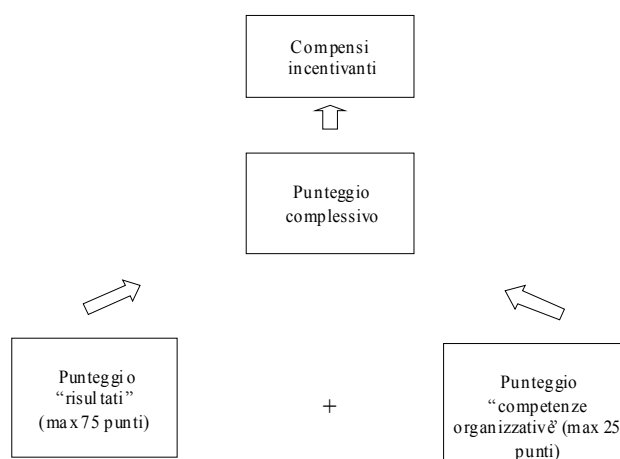 Compensi
incentivanti
Punteggio
complessivo
Punteggio
“risultati”
(max 75 punti)
+
Punteggio
“competenze
organizzative” (max 25
punti)